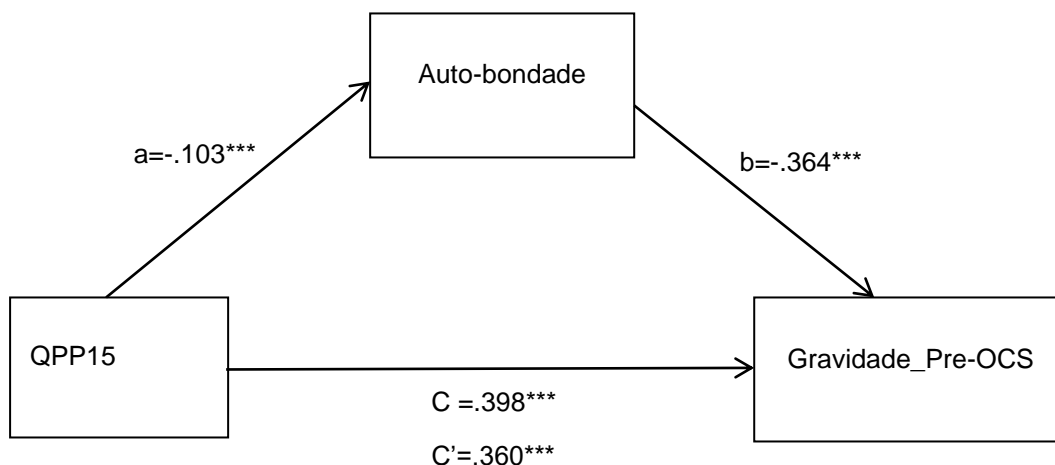 Auto-bondade
a=-.103***
b=-.364***
QPP15
Gravidade_Pre-OCS
C =.398***
C'=.360***